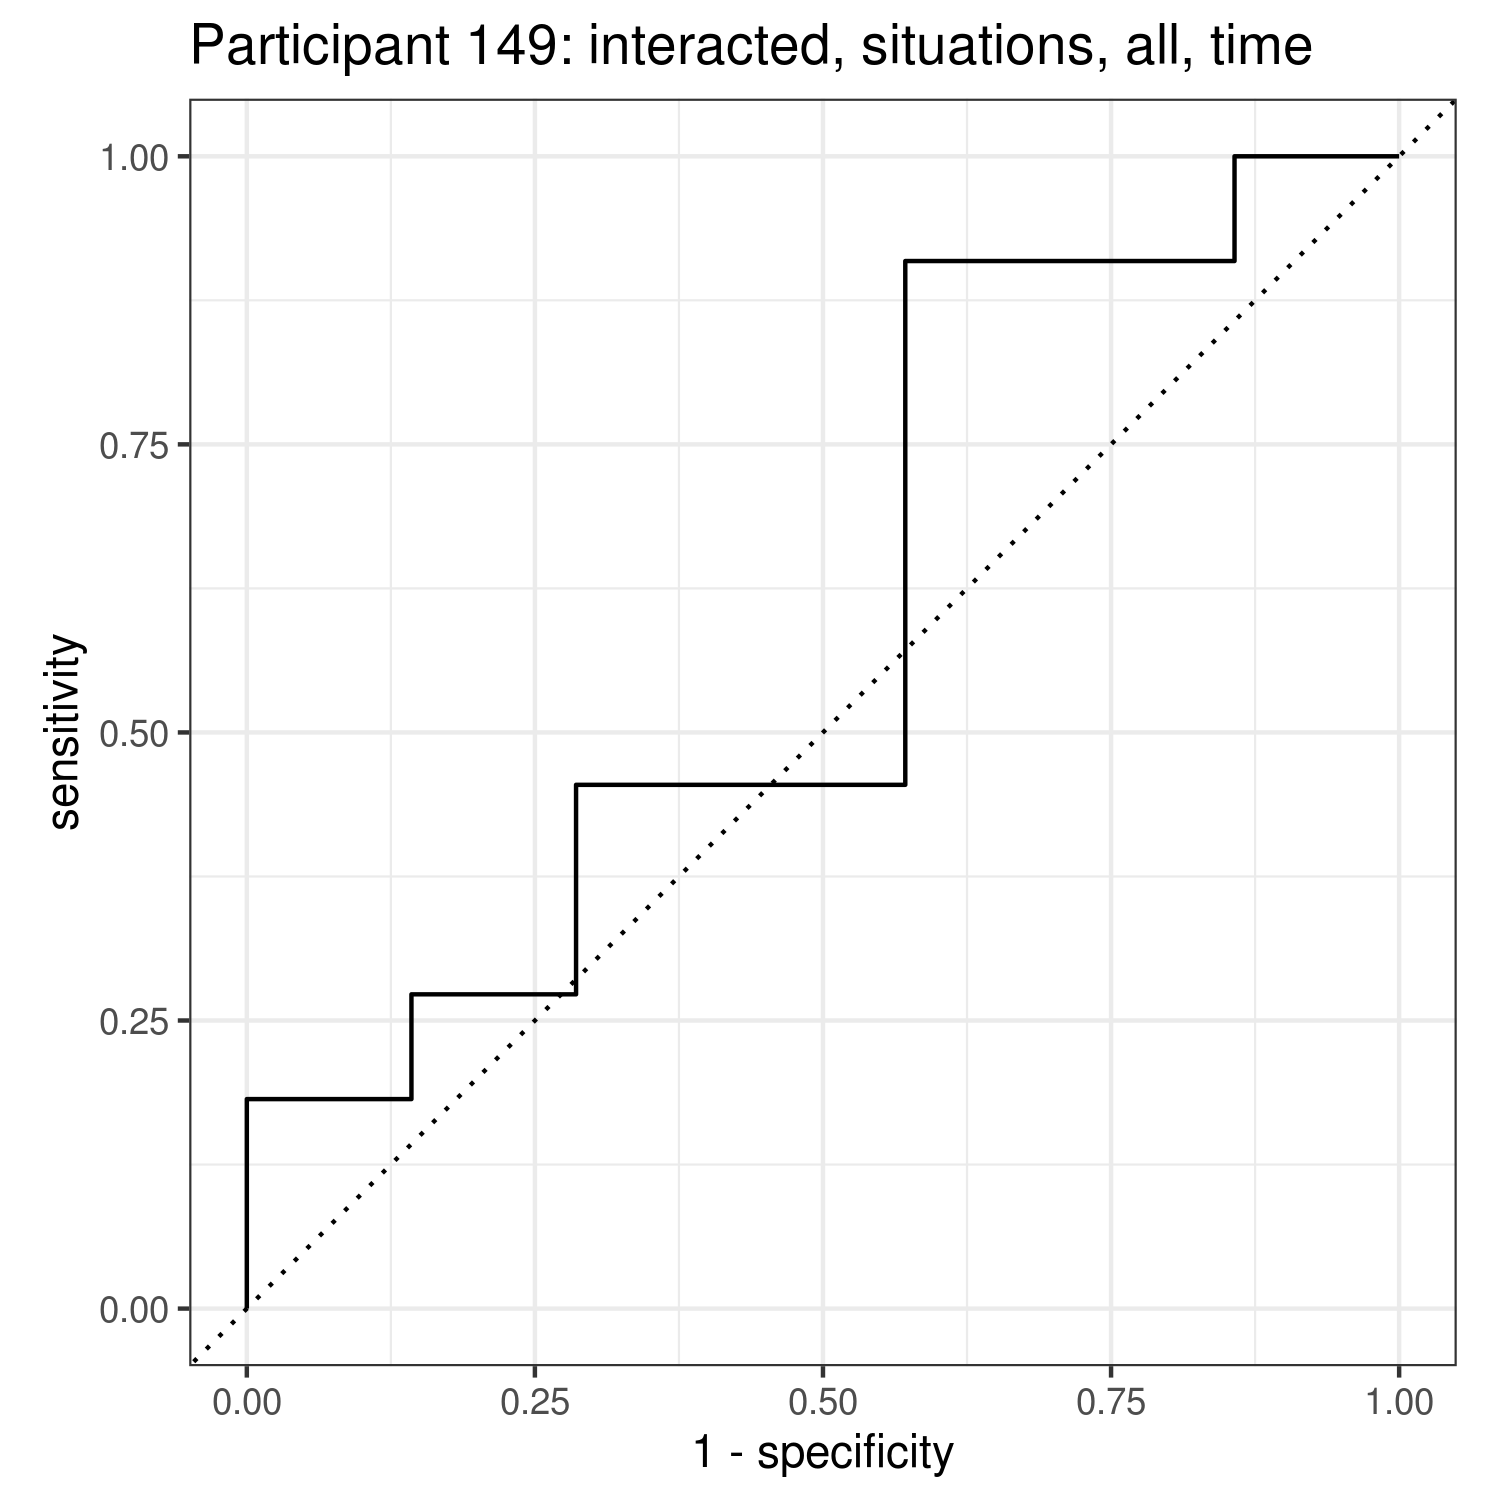 Participant 149: interacted, situations, all, time
1.00
0.75
0.50
0.25
0.00
sensitivity
0.00 0.25 0.50 0.75 1.00
1 - specificity